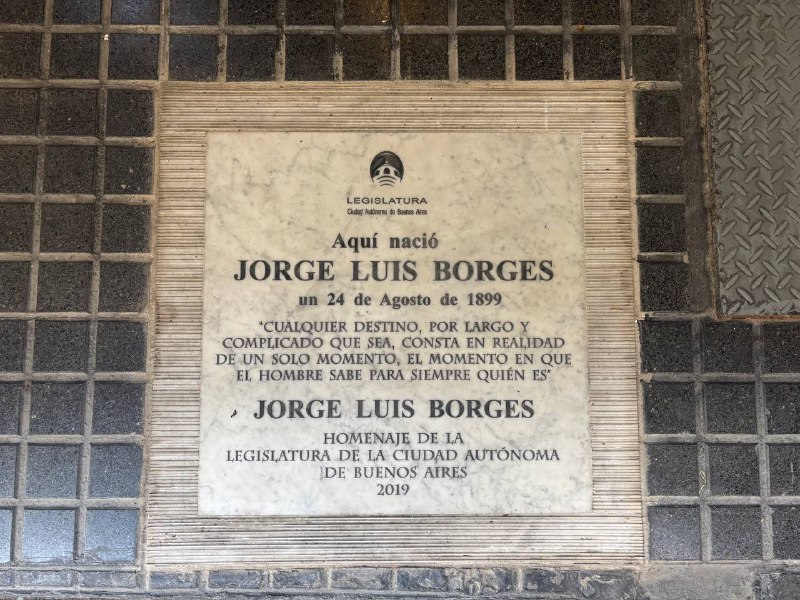 LEGISLATURA
Ciudad Autónoma de Buenos Aires
Aquí nació
JORGE LUIS BORGES
un 24 de Agosto de 1899
"CUALQUIER DESTINO, POR LARGO Y
COMPLICADO QUE SEA, CONSTA EN REALIDAD
DE UN SOLO MOMENTO, EL MOMENTO EN QUE
EL HOMBRE SABE PARA SIEMPRE QUIÉN ES"
JORGE LUIS BORGES
HOMENAJE DE LA
LEGISLATURA DE LA CIUDAD AUTÓNOMA
DE BUENOS AIRES
2019